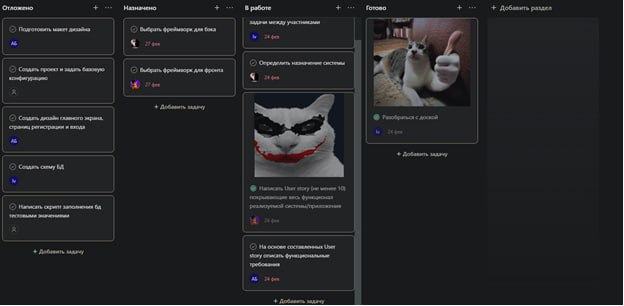 Отложено
Подготовить макет дизайна
АБ
Создать проект и задать базовую
конфигурацию
Создать дизайн главного экрана,
страниц регистрации и входа
АБ
Создать схему БД
Iv
Написать скрипт заполнения бд
тестовыми значениями
+ Добавить задачу
Назначено
Выбрать фреймворк для бэка
27 фев
Выбрать фреймворк для фронта
27 фев
+ Добавить задачу
В работе
задачи между участниками
Iv 24 фев
Определить назначение системы
24 фев
Написать User story (не менее 10)
покрывающие весь функционал
реализуемой системы/приложения
24 фев
На основе составленных User
story описать функциональные
требования
АБ 24 фев
+ Добавить задачу
Готово
Разобраться с доской
Iv 24 фев
+ Добавить задачу
+ Добавить раздел